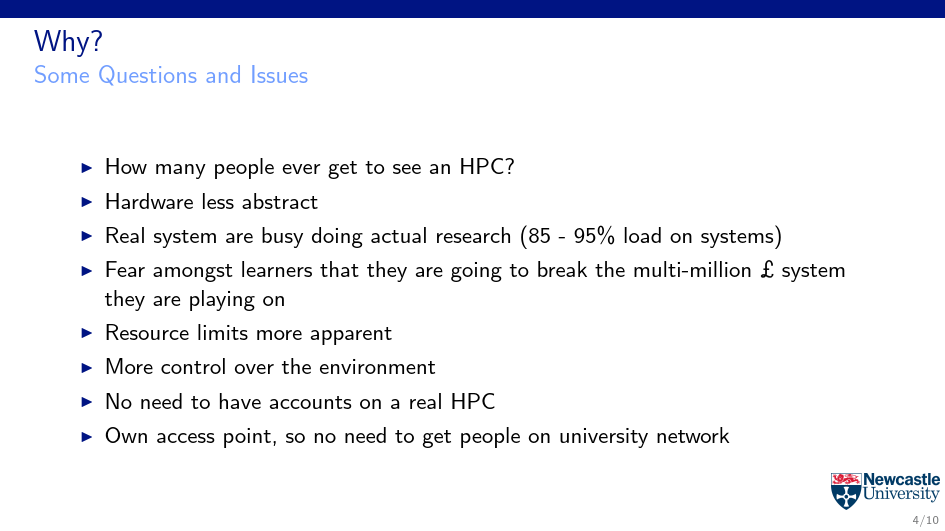 Why?
Some Questions and Issues
How many people ever get to see an HPC?
Hardware less abstract
Real system are busy doing actual research (85 - 95% load on systems)
Fear amongst learners that they are going to break the multi-million £ system
they are playing on
Resource limits more apparent
More control over the environment
No need to have accounts on a real HPC
Own access point, so no need to get people on university network
Newcastle
University
4/10